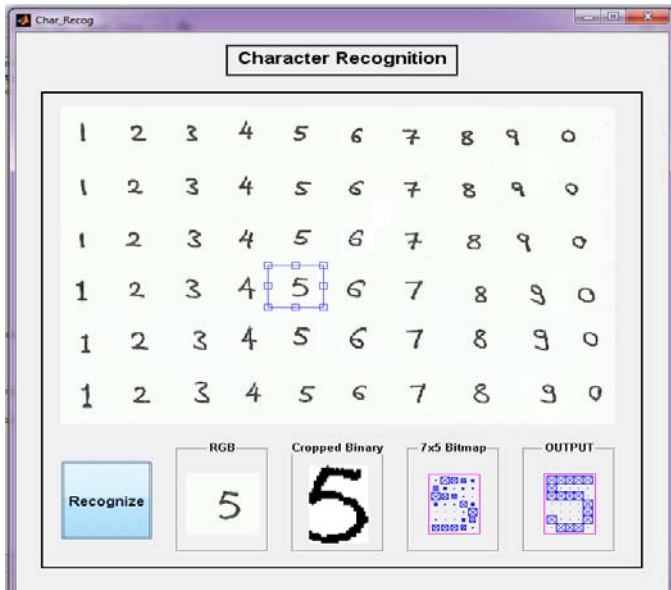 Char_Recog
Character Recognition
1 2 3 4 5 6 7 8 9 0
1 2 3 4 5 6 7 8 9 0
1 2 3 4 5 6 7 8 9 0
1 2 3 4 5 6 7 8 9 0
1 2 3 4 5 6 7 8 9 0
1 2 3 4 5 6 7 8 9 0
Recognize
RGB
5
Cropped Binary
5
7x5 Bitmap
5
OUTPUT
5